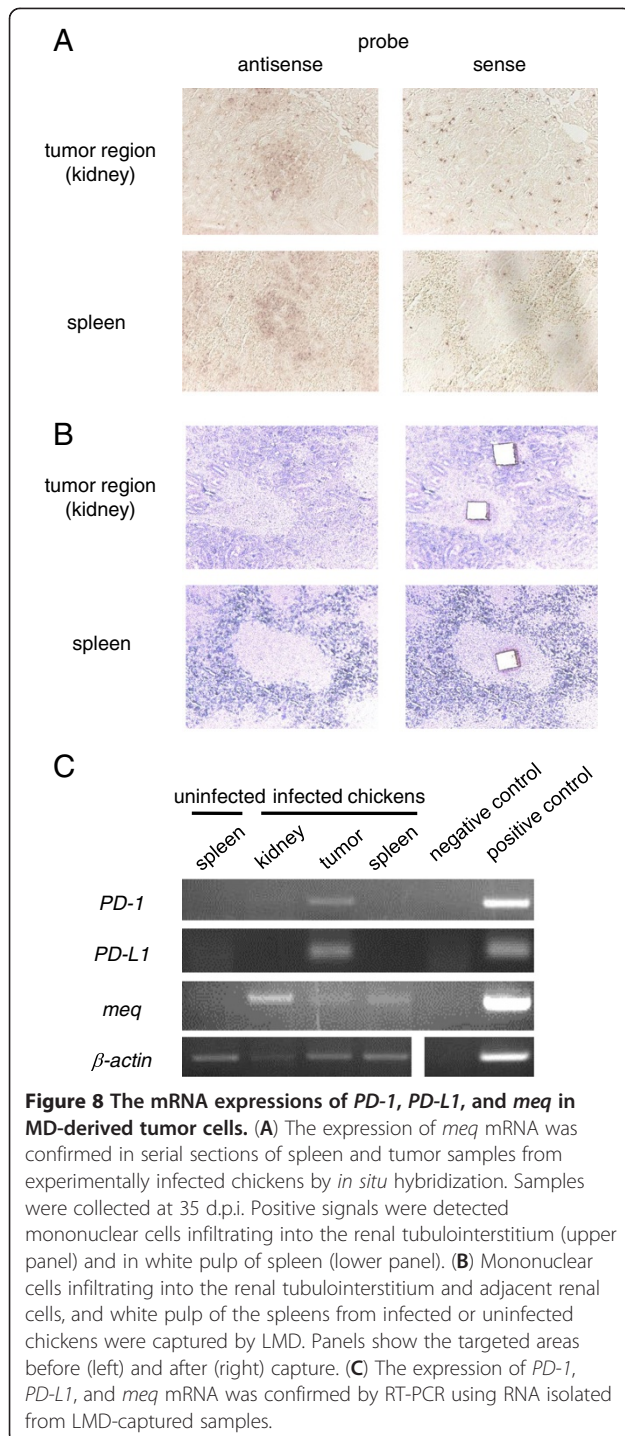 A
probe
antisense sense
tumor region
(kidney)
spleen
B
tumor region
(kidney)
spleen
C
uninfected infected chickens
spleen kidney tumor spleen negative control positive control
PD-1
PD-L1
meq
β-actin
Figure 8 The mRNA expressions of PD-1, PD-L1, and meq in
MD-derived tumor cells. (A) The expression of meq mRNA was
confirmed in serial sections of spleen and tumor samples from
experimentally infected chickens by in situ hybridization. Samples
were collected at 35 d.p.i. Positive signals were detected
mononuclear cells infiltrating into the renal tubulointerstitium (upper
panel) and in white pulp of spleen (lower panel). (B) Mononuclear
cells infiltrating into the renal tubulointerstitium and adjacent renal
cells, and white pulp of the spleens from infected or uninfected
chickens were captured by LMD. Panels show the targeted areas
before (left) and after (right) capture. (C) The expression of PD-1,
PD-L1, and meq mRNA was confirmed by RT-PCR using RNA isolated
from LMD-captured samples.